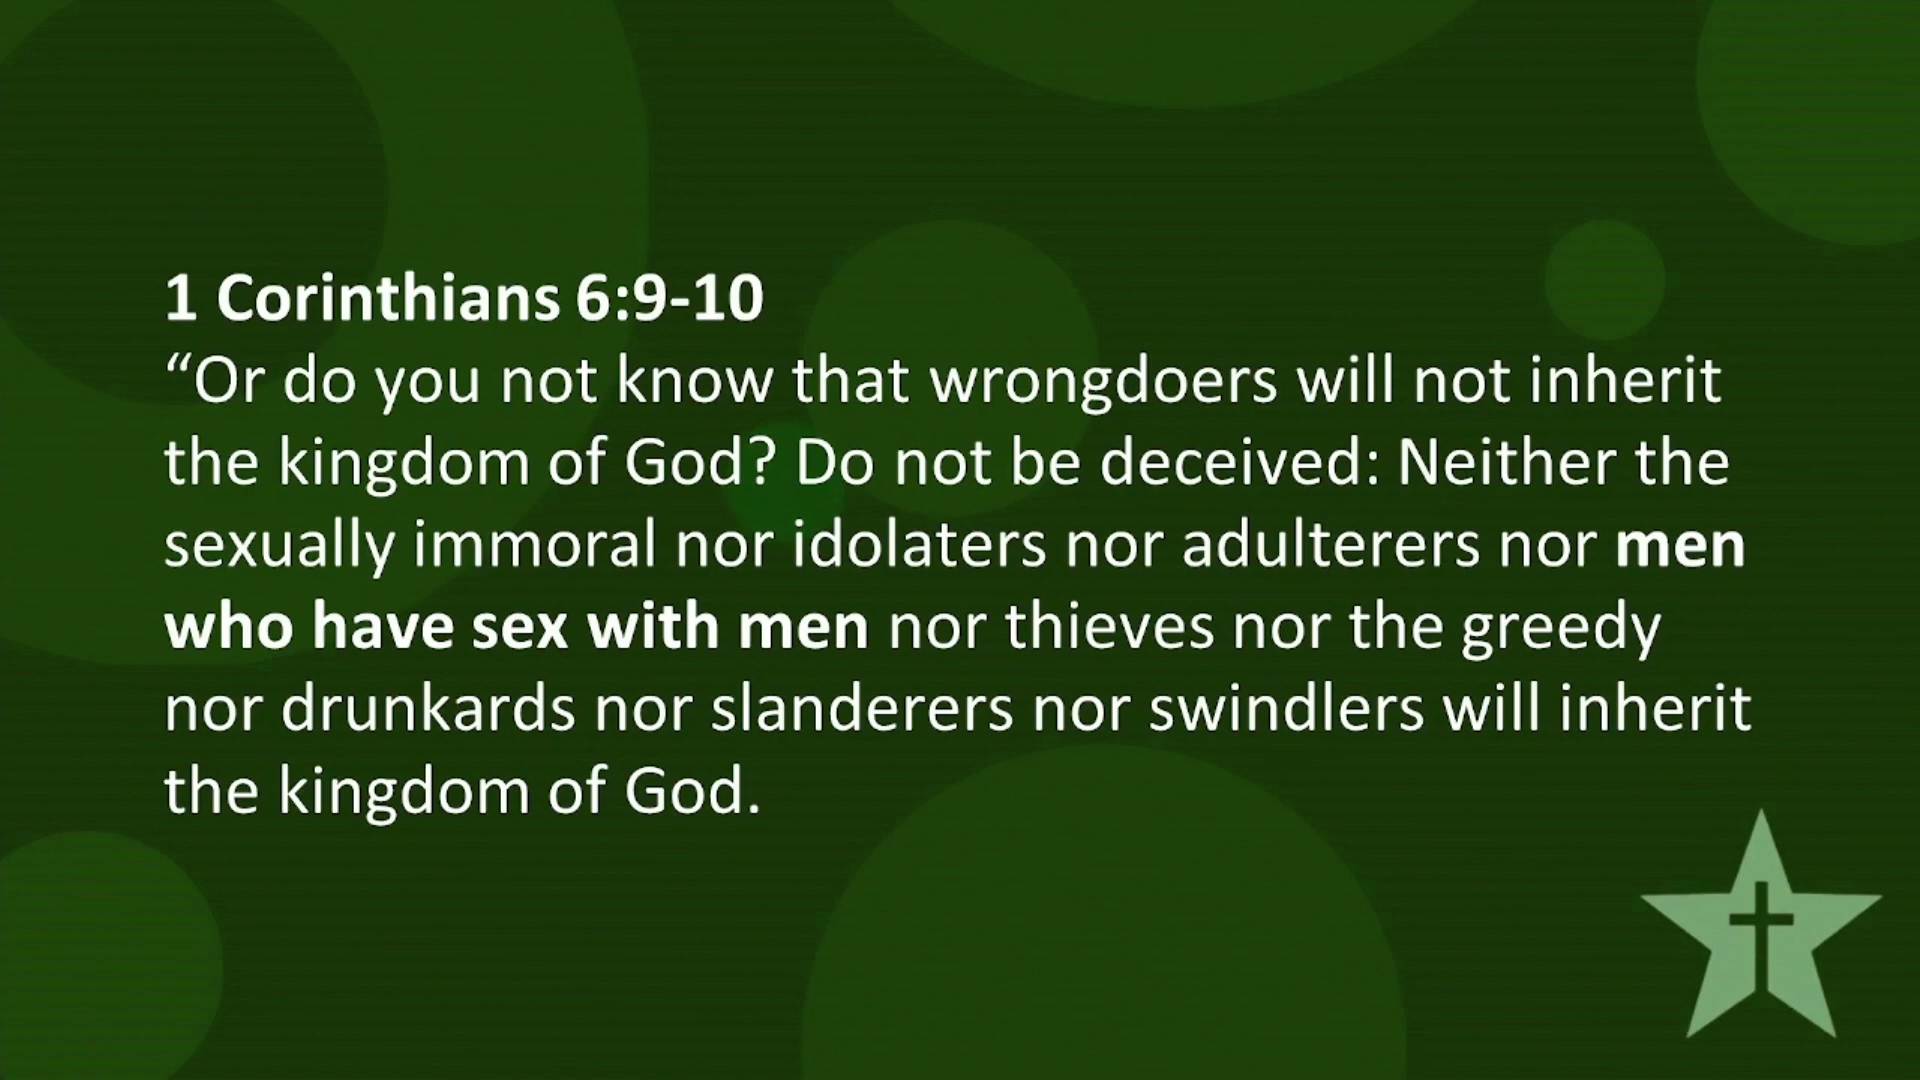 1 Corinthians 6:9-10
“Or do you not know that wrongdoers will not inherit
the kingdom of God? Do not be deceived: Neither the
sexually immoral nor idolaters nor adulterers nor men
who have sex with men nor thieves nor the greedy
nor drunkards nor slanderers nor swindlers will inherit
the kingdom of God.